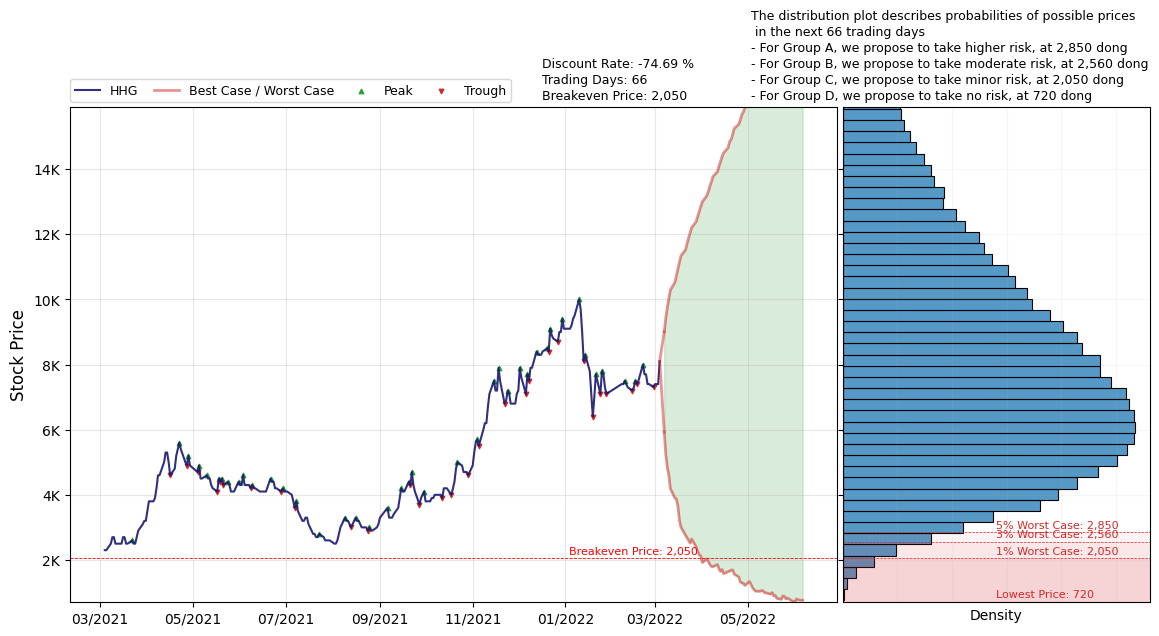 The distribution plot describes probabilities of possible prices
in the next 66 trading days
- For Group A, we propose to take higher risk, at 2,850 dong
- For Group B, we propose to take moderate risk, at 2,560 dong
- For Group C, we propose to take minor risk, at 2,050 dong
- For Group D, we propose to take no risk, at 720 dong
Discount Rate: -74.69 %
Trading Days: 66
Breakeven Price: 2,050
HHG Best Case / Worst Case Peak Trough
Stock Price
14K
12K
10K
8K
6K
4K
2K
Breakeven Price: 2,050
5% Worst Case: 2,850
3% Worst Case: 2,560
1% Worst Case: 2,050
Lowest Price: 720
03/2021 05/2021 07/2021 09/2021 11/2021 01/2022 03/2022 05/2022
Density